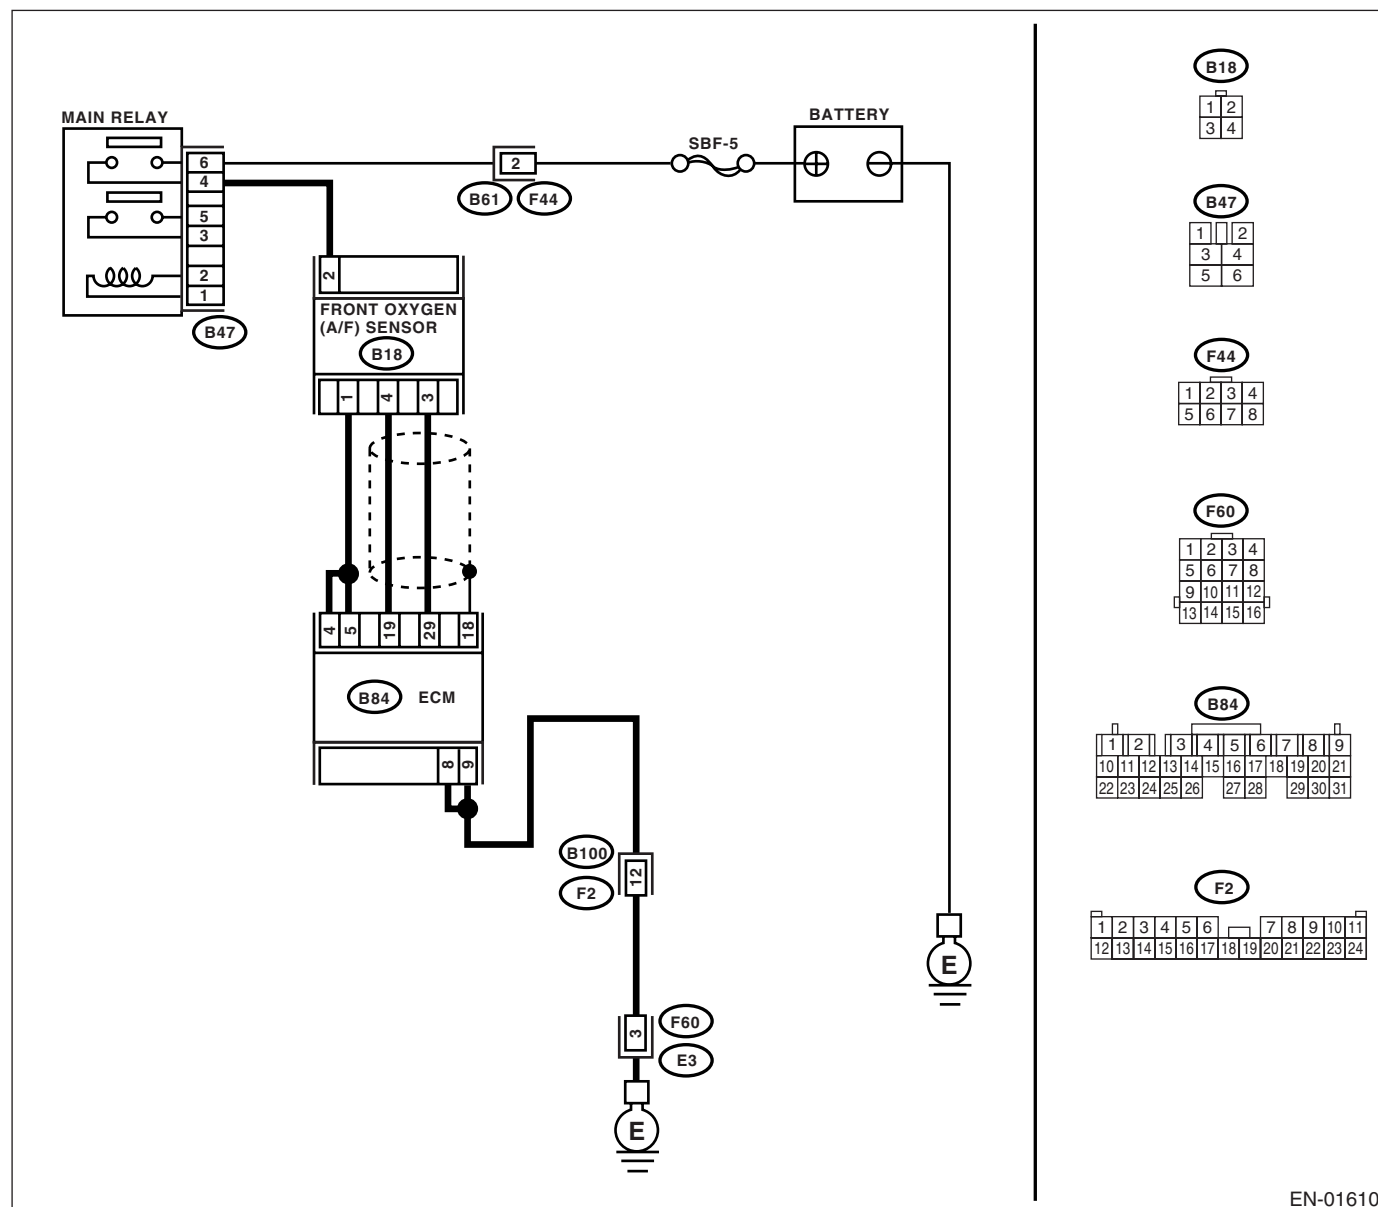 MAIN RELAY
BATTERY
SBF-5
6
4
5
3
2
1
2
B61 F44
B47
2
FRONT OXYGEN
(A/F) SENSOR
B18
1 4 3
4 5 19 29 18
B84 ECM
8 9
B100
12
F2
3
F60
E3
E
E
B18
1 2
3 4
B47
1 2
3 4
5 6
F44
1 2 3 4
5 6 7 8
F60
1 2 3 4
5 6 7 8
9 10 11 12
13 14 15 16
B84
1 2 3 4 5 6 7 8 9
10 11 12 13 14 15 16 17 18 19 20 21
22 23 24 25 26 27 28 29 30 31
F2
1 2 3 4 5 6 7 8 9 10 11
12 13 14 15 16 17 18 19 20 21 22 23 24
EN-01610